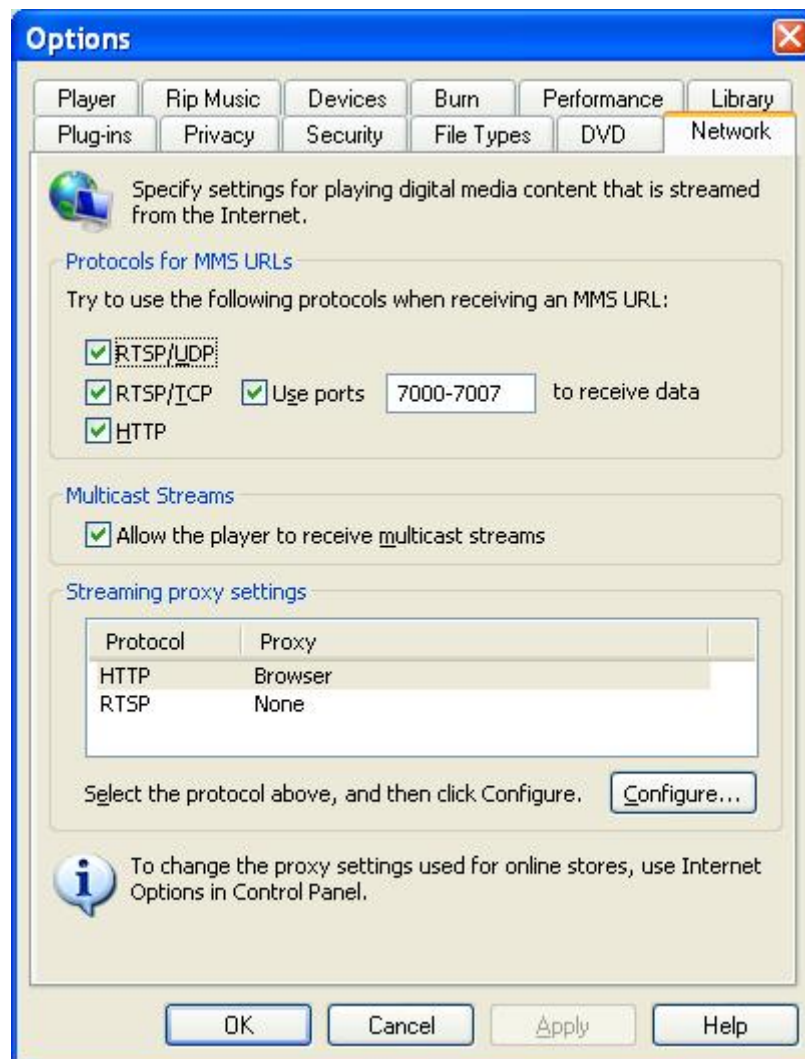 Options
Player Rip Music Devices Burn Performance Library
Plug-ins Privacy Security File Types DVD Network
Specify settings for playing digital media content that is streamed
from the Internet.
Protocols for MMS URLs
Try to use the following protocols when receiving an MMS URL:
RTSP/UDP
RTSP/TCP Use ports 7000-7007 to receive data
HTTP
Multicast Streams
Allow the player to receive multicast streams
Streaming proxy settings
Protocol Proxy
HTTP Browser
RTSP None
Select the protocol above, and then click Configure. Configure...
To change the proxy settings used for online stores, use Internet
Options in Control Panel.
OK Cancel Apply Help